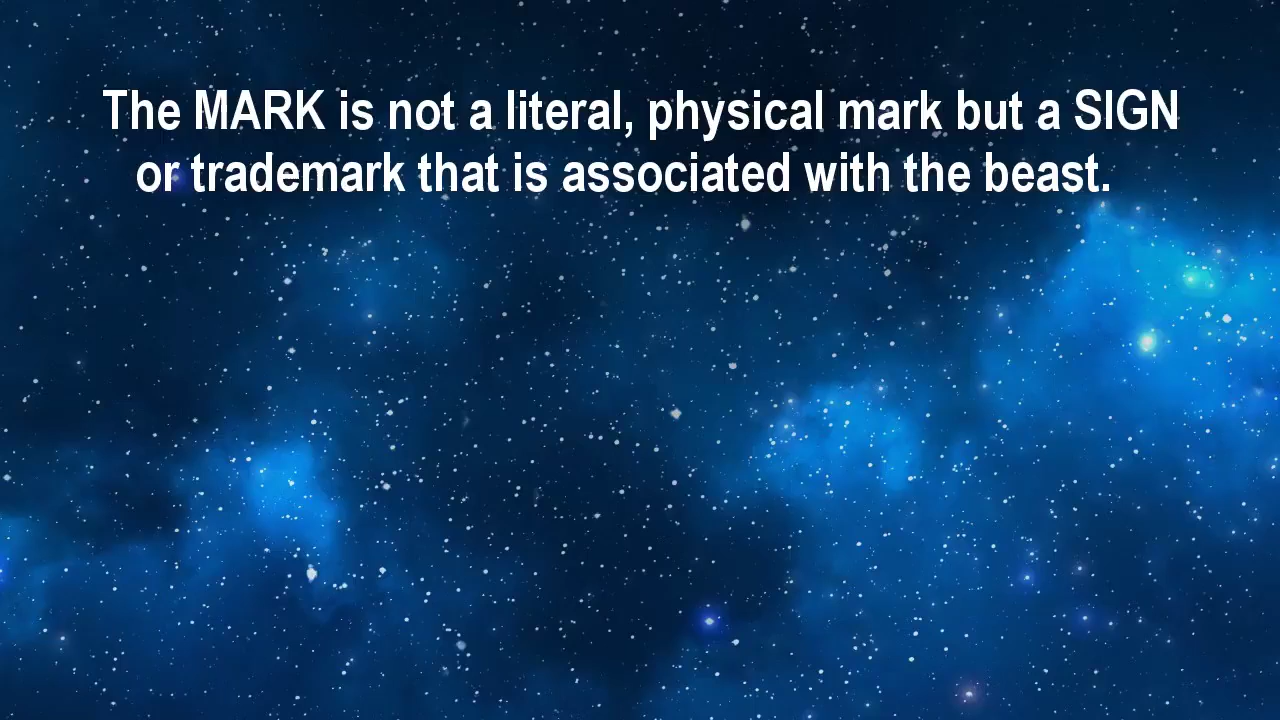 The MARK is not a literal, physical mark but a SIGN
or trademark that is associated with the beast.